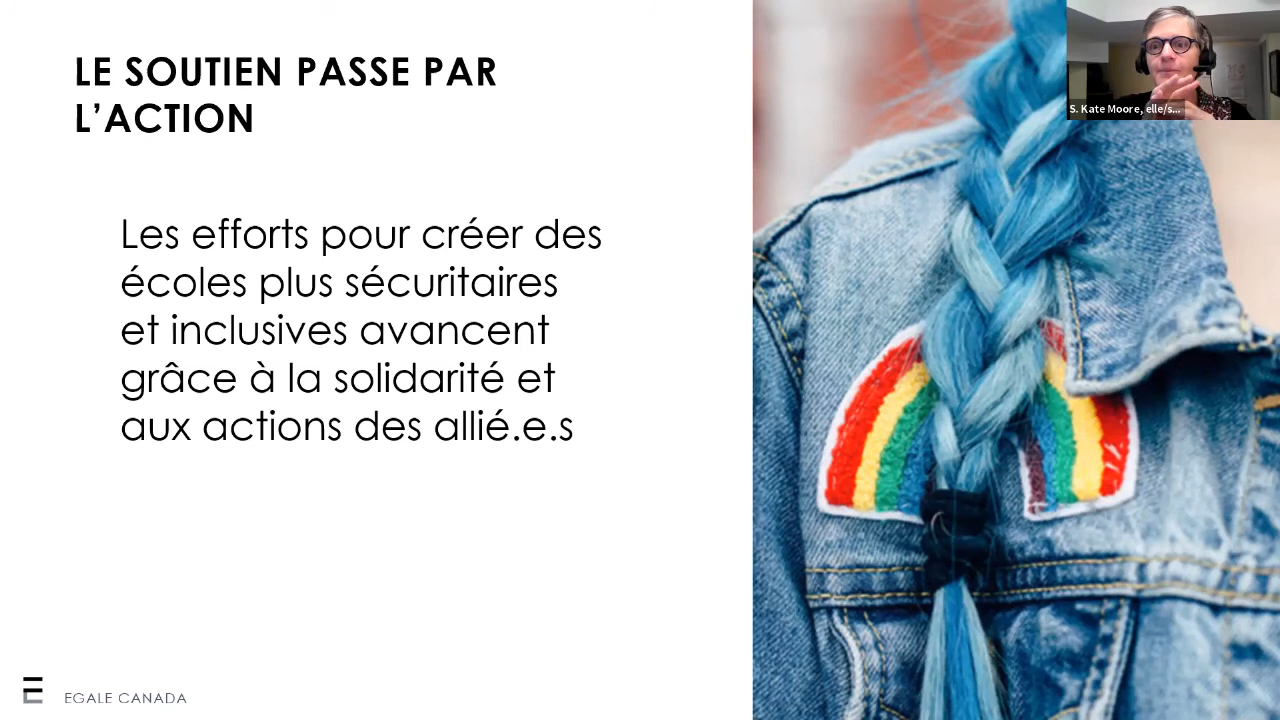 LE SOUTIEN PASSE PAR
L’ACTION
Les efforts pour créer des
écoles plus sécuritaires
et inclusives avancent
grâce à la solidarité et
aux actions des allié.e.s
S. Kate Moore, elle/s...
EGALE CANADA